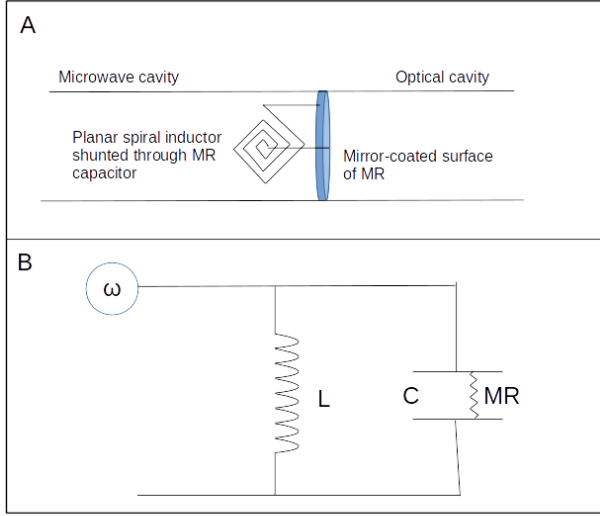 A
Microwave cavity
Optical cavity
Planar spiral inductor
shunted through MR
capacitor
Mirror-coated surface
of MR
B
ω
L
C
MR